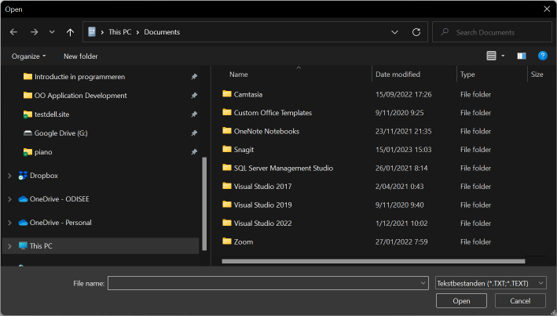 Open
This PC > Documents
Search Documents
Organize
New folder
Name
Date modified
Type
Size
Introductie in programmeren
OO Application Development
testdell.site
Google Drive (G:)
piano
Dropbox
OneDrive - ODISEE
OneDrive - Personal
This PC
Camtasia 15/09/2022 17:26 File folder
Custom Office Templates 9/11/2020 9:25 File folder
OneNote Notebooks 23/11/2021 21:35 File folder
Snagit 15/01/2023 15:03 File folder
SQL Server Management Studio 26/01/2021 8:14 File folder
Visual Studio 2017 2/04/2021 0:43 File folder
Visual Studio 2019 9/11/2020 9:40 File folder
Visual Studio 2022 1/12/2021 10:02 File folder
Zoom 27/01/2022 7:59 File folder
File name:
Tekstbestanden (*.TXT;*.TEXT)
Open
Cancel